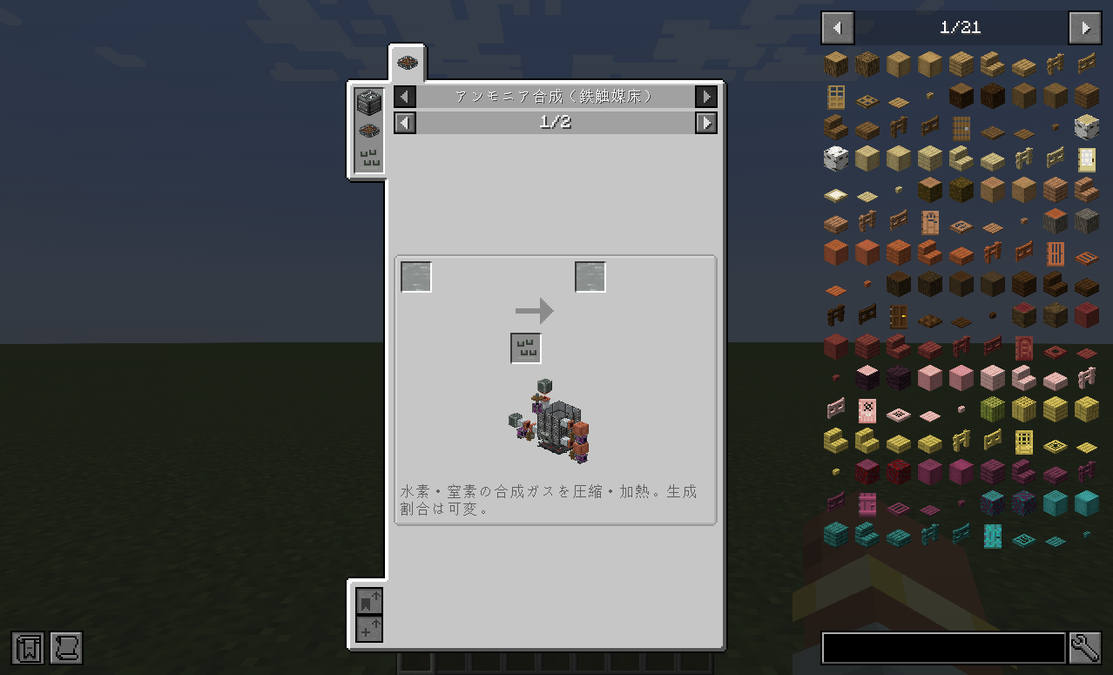 1/21
アンモニア合成(鉄触媒床)
1/2
水素・窒素の合成ガスを圧縮・加熱。生成
割合は可変。